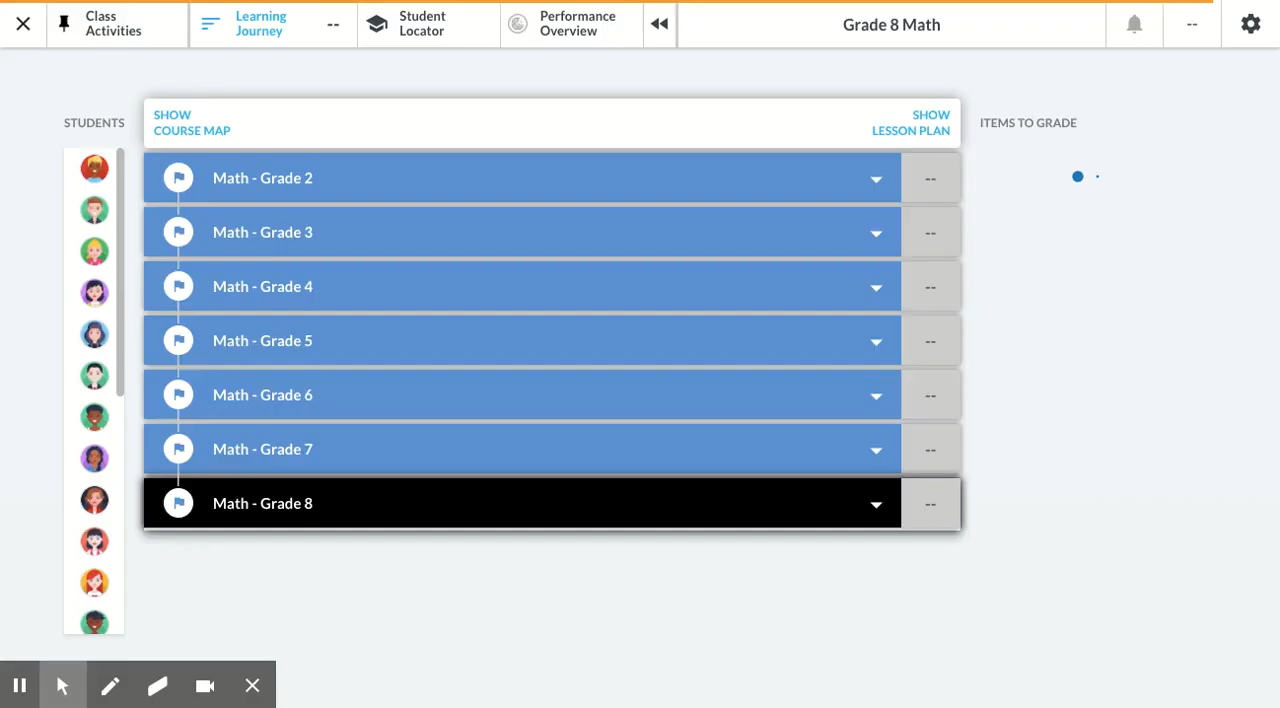 Class
Activities
Learning
Journey
--
Student
Locator
Performance
Overview
Grade 8 Math
--
STUDENTS
SHOW
COURSE MAP
SHOW
LESSON PLAN
ITEMS TO GRADE
Math - Grade 2
--
Math - Grade 3
--
Math - Grade 4
--
Math - Grade 5
--
Math - Grade 6
--
Math - Grade 7
--
Math - Grade 8
--